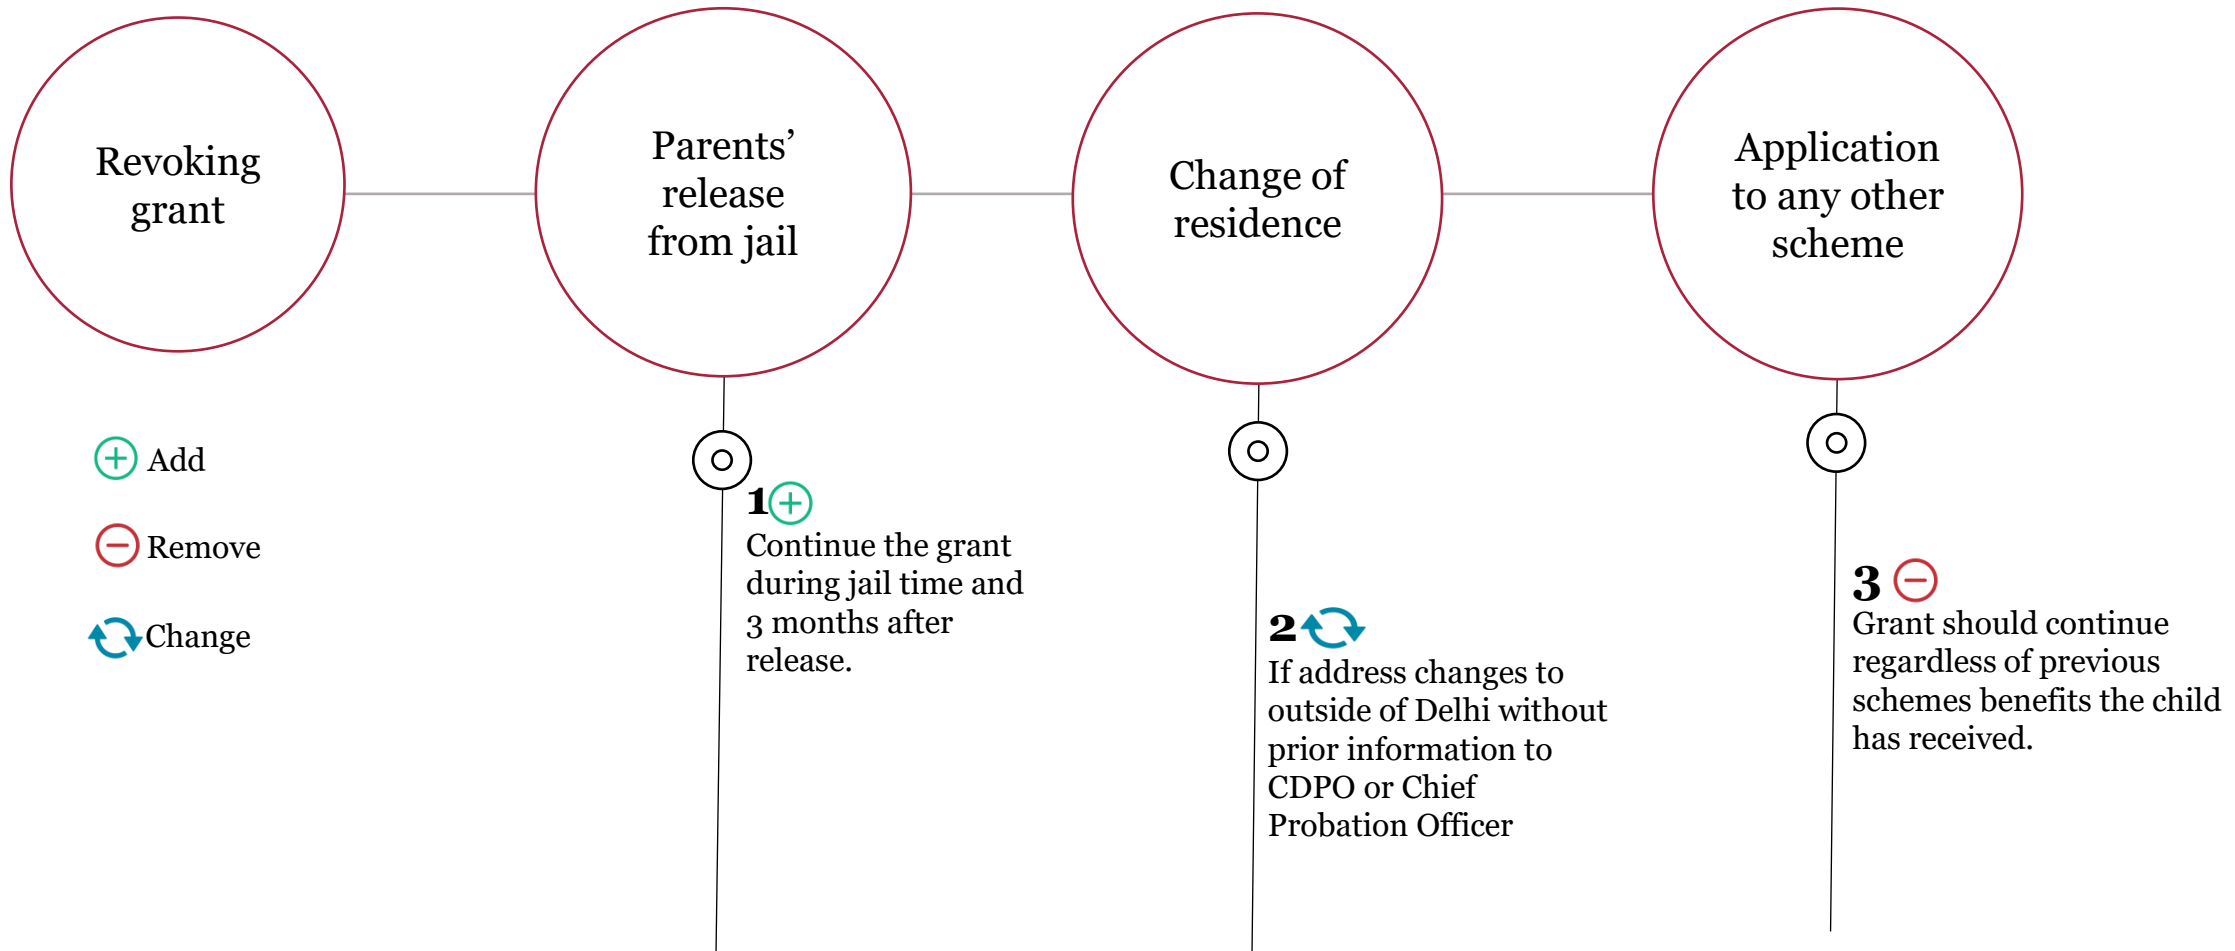 Revoking
grant
Parents’
release
from jail
Change of
residence
Application
to any other
scheme
Add
Remove
Change
1
Continue the grant
during jail time and
3 months after
release.
2
If address changes to
outside of Delhi without
prior information to
CDPO or Chief
Probation Officer
3
Grant should continue
regardless of previous
schemes benefits the child
has received.